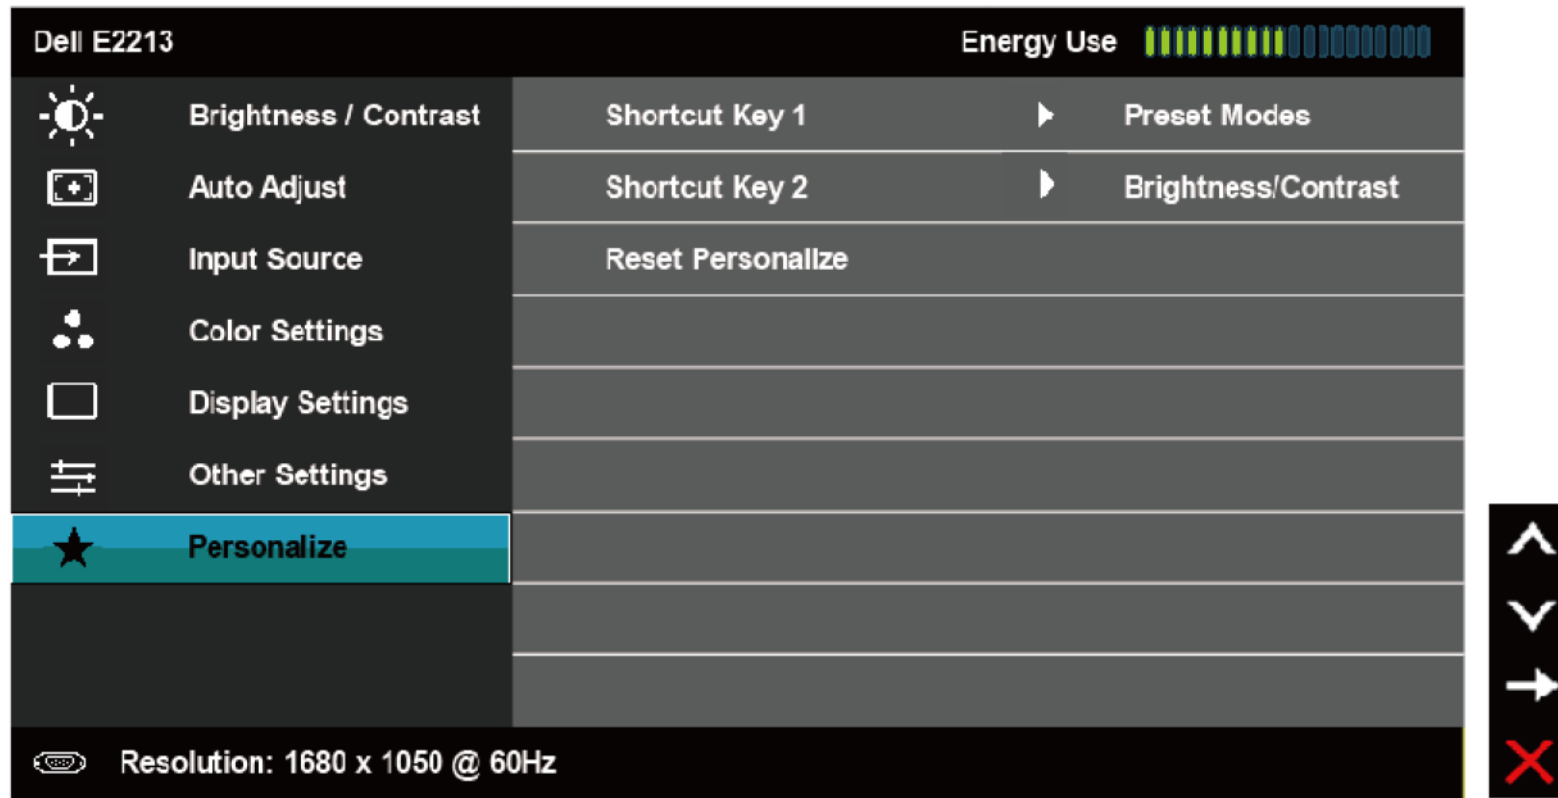 Dell E2213 Energy Use
Brightness / Contrast Shortcut Key 1 Preset Modes
Auto Adjust Shortcut Key 2 Brightness/Contrast
Input Source Reset Personalize
Color Settings
Display Settings
Other Settings
Personalize
Resolution: 1680 x 1050 @ 60Hz